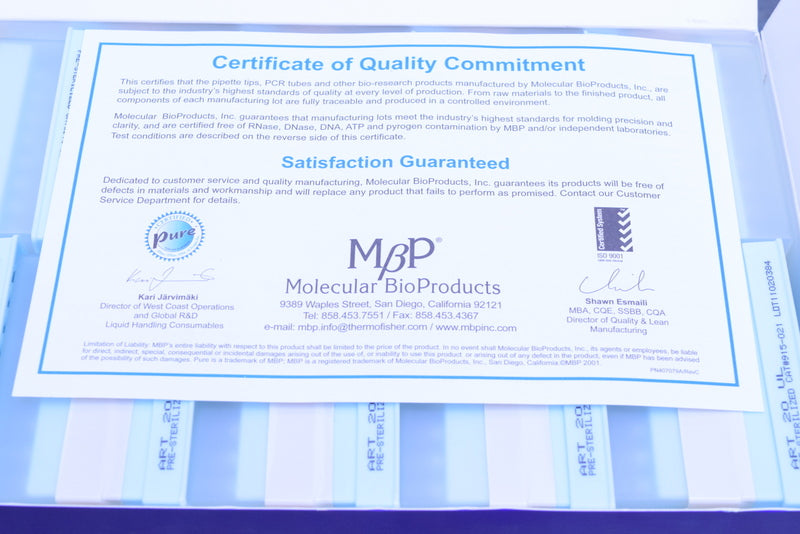 Certificate of Quality Commitment
This certifies that the pipette tips, PCR tubes and other bio-research products manufactured by Molecular BioProducts, Inc., are
subject to the industry's highest standards of quality at every level of production. From raw materials to the finished product, all
components of each manufacturing lot are fully traceable and produced in a controlled environment.
Molecular BioProducts, Inc. guarantees that manufacturing lots meet the industry's highest standards for molding precision and
clarity, and are certified free of RNase, DNase, DNA, ATP and pyrogen contamination by MBP and/or independent laboratories.
Test conditions are described on the reverse side of this certificate.
Satisfaction Guaranteed
Dedicated to customer service and quality manufacturing, Molecular BioProducts, Inc. guarantees its products will be free of
defects in materials and workmanship and will replace any product that fails to perform as promised. Contact our Customer
Service Department for details.
CERTIFIED
pure
Certified System
ISO 9001
MβP®
Molecular BioProducts
9389 Waples Street, San Diego, California 92121
Tel: 858.453.7551 / Fax: 858.453.4367
e-mail: mbp.info@thermofisher.com / www.mbpinc.com
Kari Järvimäki
Director of West Coast Operations
and Global R&D
Liquid Handling Consumables
Shawn Esmaili
MBA, CQE, SSBB, CQA
Director of Quality & Lean
Manufacturing
Limitation of Liability: MBP's entire liability with respect to this product shall be limited to the price of the product. In no event shall Molecular BioProducts, Inc., its agents or employees, be liable
for direct, indirect, special, consequential or incidental damages arising out of the use of, or inability to use this product or arising out of any defect in the product, even if MBP has been advised
of the possibility of such damages. Pure is a trademark of MBP; MBP is a registered trademark of Molecular BioProducts, Inc., San Diego, California.©MBP 2001.
PN#07079A/RevC
ART 20
PRE-STERILIZ
ART 20
PRE-STERILIZ
ART 20
PRE-STERILIZ
ART 20 UL
PRE-STERILIZED CAT#915-021 LOT11020384